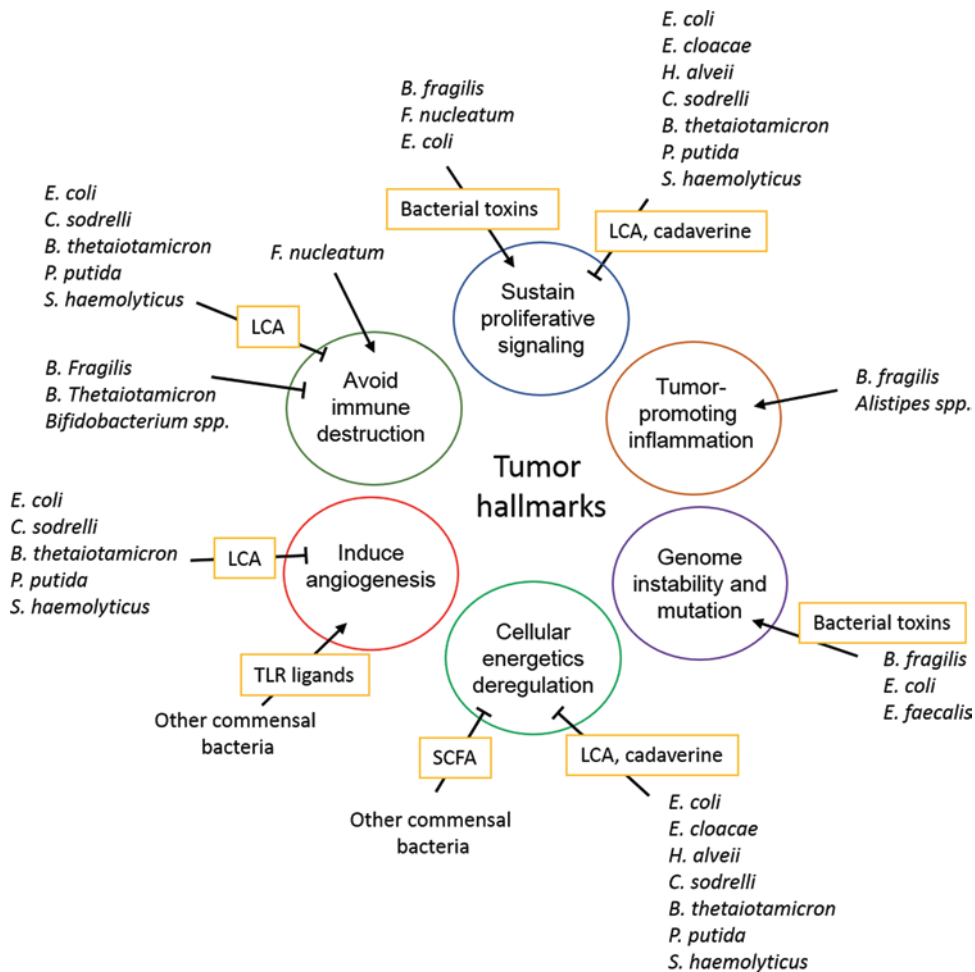 E. coli
E. cloacae
H. alveii
C. sodrelli
B. thetaiotamicron
P. putida
S. haemolyticus
LCA, cadaverine
B. fragilis
F. nucleatum
E. coli
Bacterial toxins
Sustain
proliferative
signaling
E. coli
C. sodrelli
B. thetaiotamicron
P. putida
S. haemolyticus
LCA
F. nucleatum
B. Fragilis
B. Thetaiotamicron
Bifidobacterium spp.
Avoid
immune
destruction
Tumor-
promoting
inflammation
B. fragilis
Alistipes spp.
Tumor
hallmarks
E. coli
C. sodrelli
B. thetaiotamicron
P. putida
S. haemolyticus
LCA
Induce
angiogenesis
TLR ligands
Other commensal
bacteria
Genome
instability and
mutation
Bacterial toxins
B. fragilis
E. coli
E. faecalis
Cellular
energetics
deregulation
SCFA
Other commensal
bacteria
LCA, cadaverine
E. coli
E. cloacae
H. alveii
C. sodrelli
B. thetaiotamicron
P. putida
S. haemolyticus